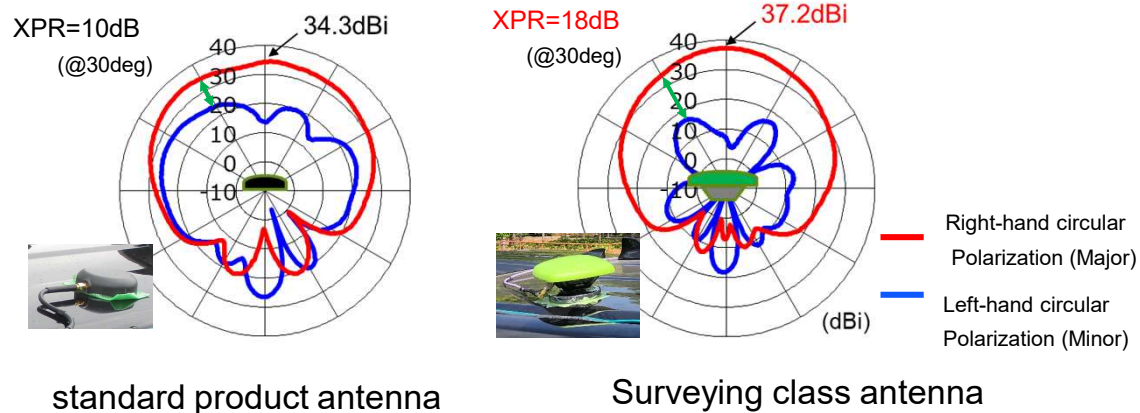 XPR=10dB
(@30deg)
34.3dBi
40
30
20
10
0
-10
standard product antenna
XPR=18dB
(@30deg)
37.2dBi
40
30
20
10
0
-10
(dBi)
Surveying class antenna
Right-hand circular
Polarization (Major)
Left-hand circular
Polarization (Minor)